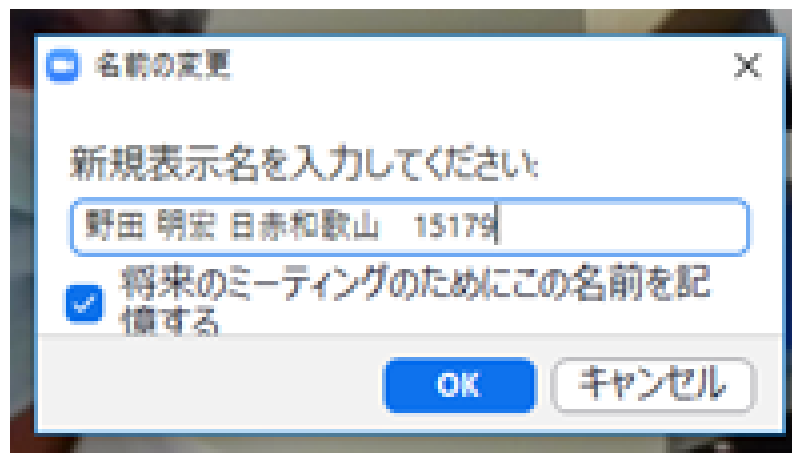 名前の変更
新規表示名を入力してください:
野田 明宏 日赤和歌山　15179
将来のミーティングのためにこの名前を記
憶する
OK キャンセル